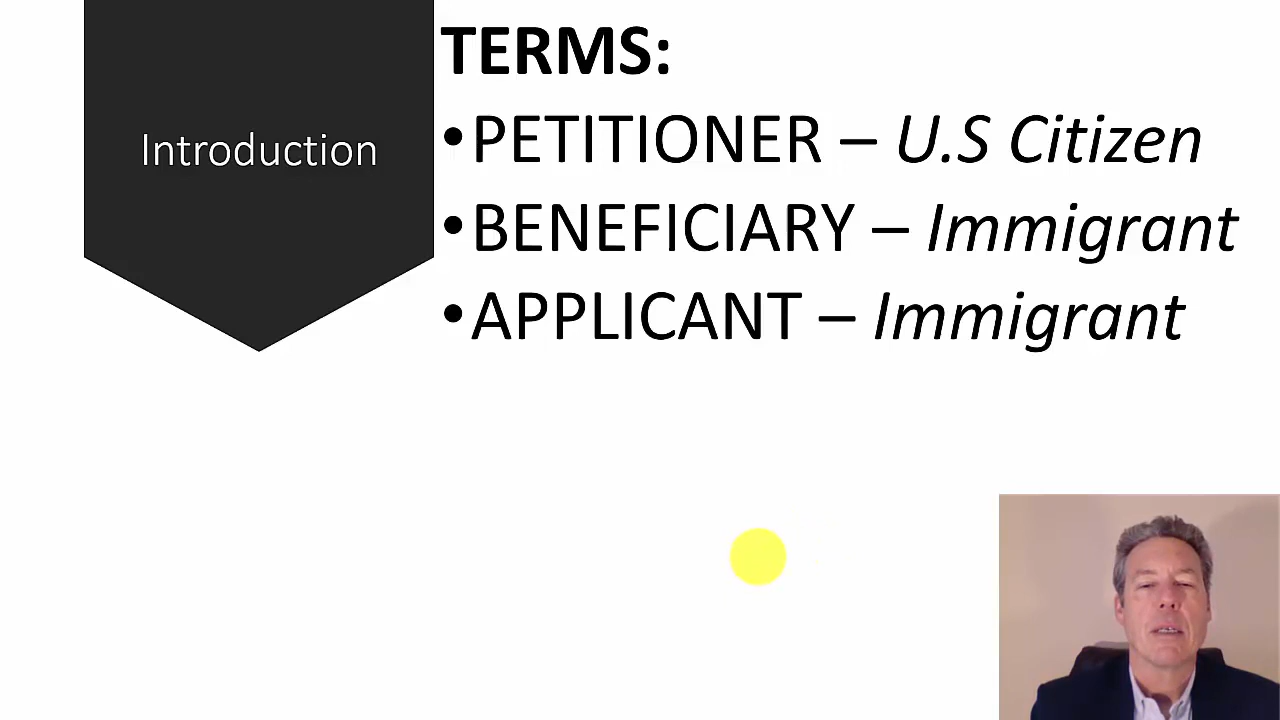 Introduction
TERMS:
•PETITIONER – U.S Citizen
•BENEFICIARY – Immigrant
•APPLICANT – Immigrant